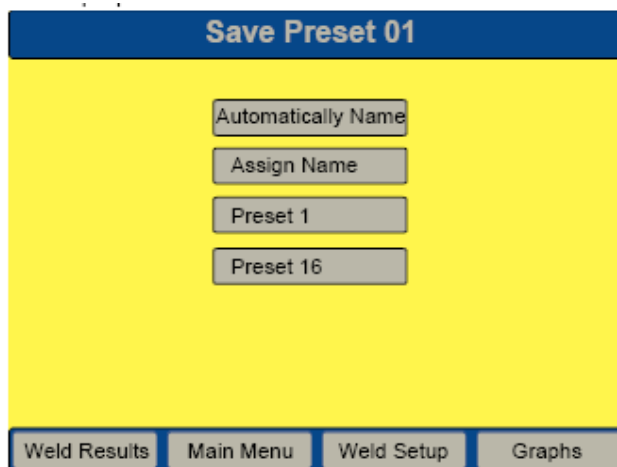 Save Preset 01
Automatically Name
Assign Name
Preset 1
Preset 16
Weld Results Main Menu Weld Setup Graphs